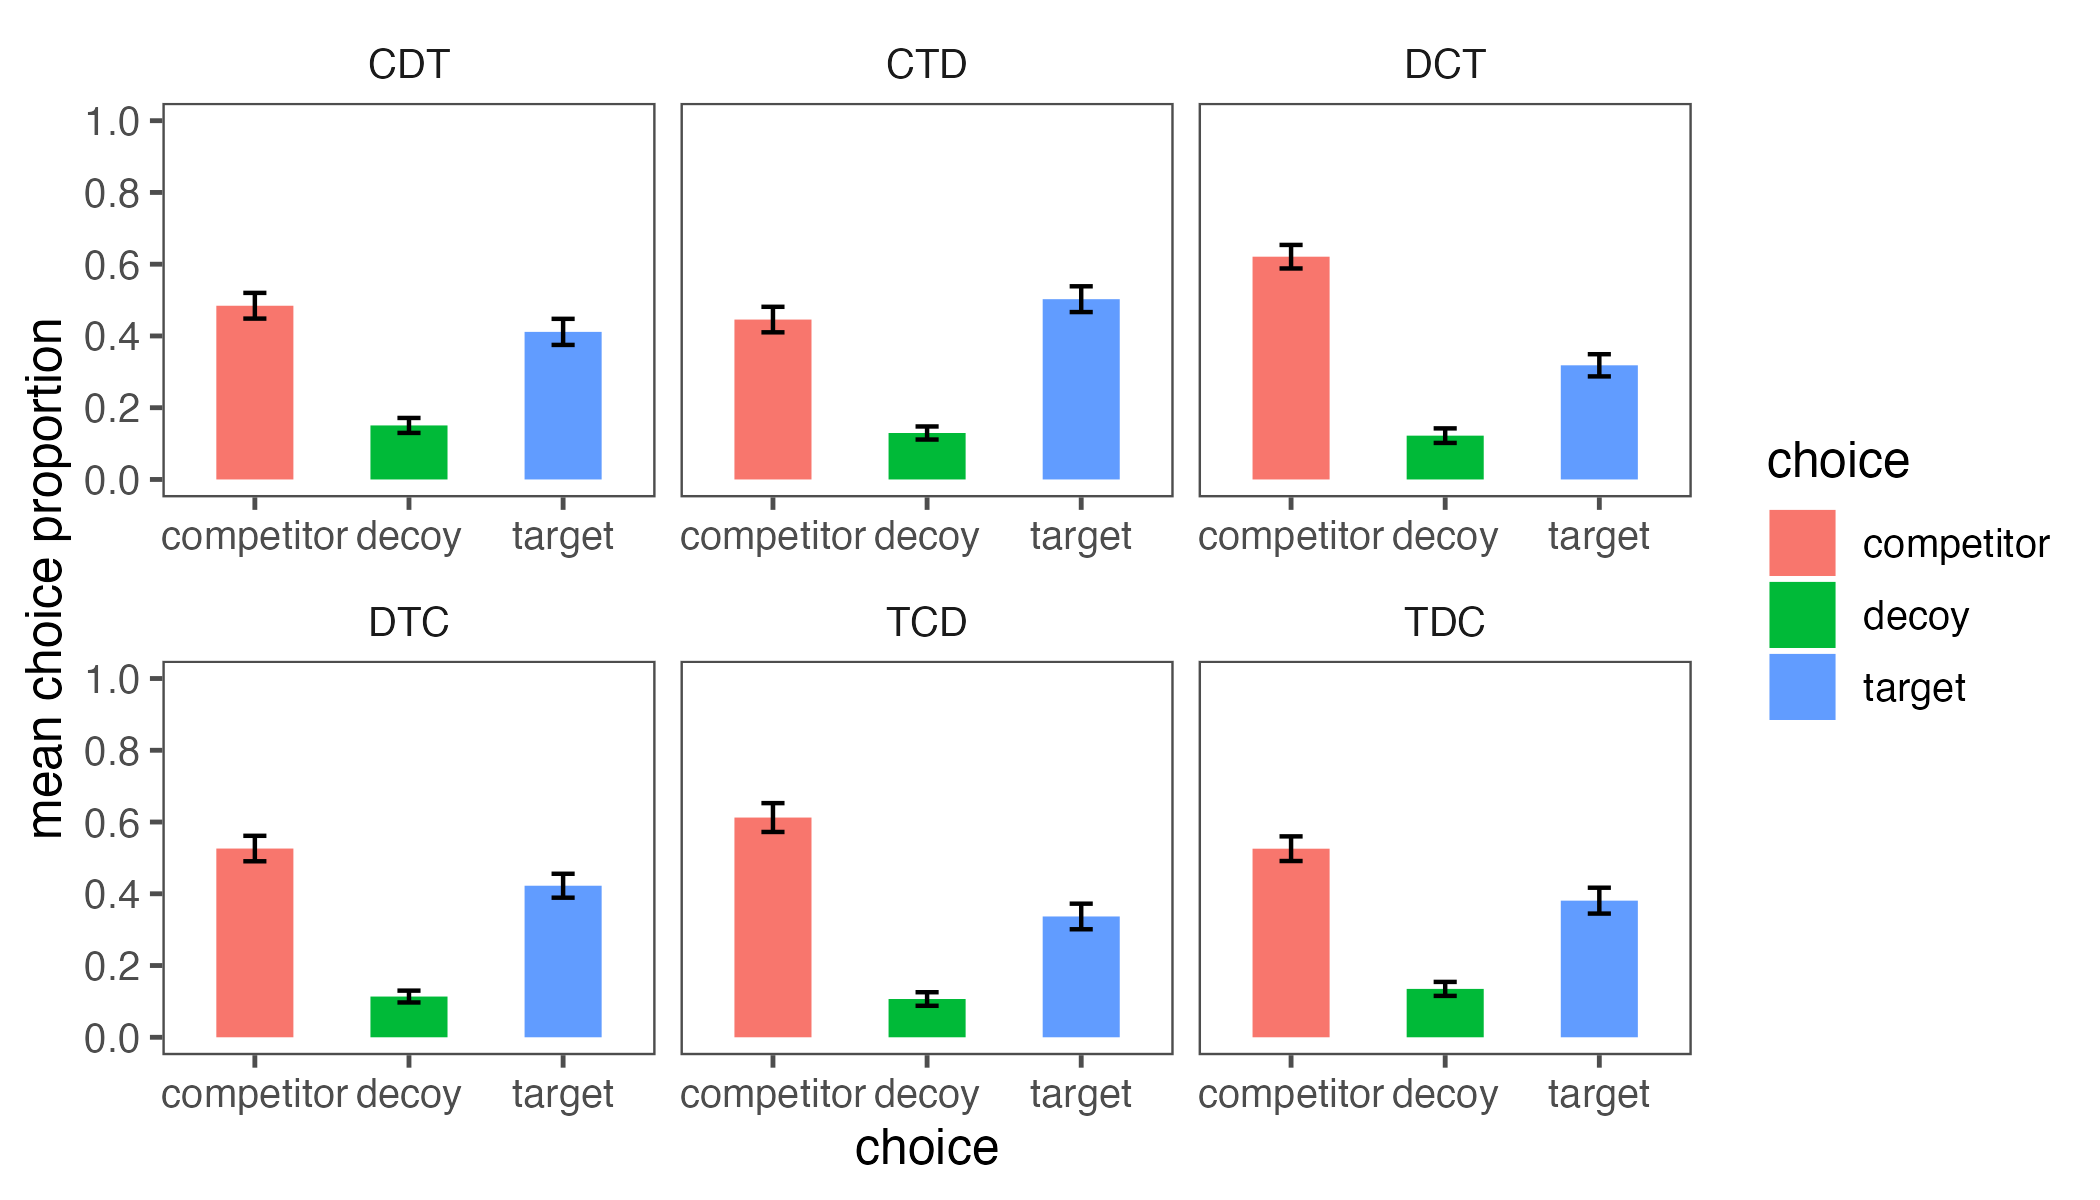 CDT CTD DCT
mean choice proportion
1.0
0.8
0.6
0.4
0.2
0.0
competitor decoy target competitor decoy target competitor decoy target
DTC TCD TDC
1.0
0.8
0.6
0.4
0.2
0.0
competitor decoy target competitor decoy target competitor decoy target
choice
choice
competitor
decoy
target